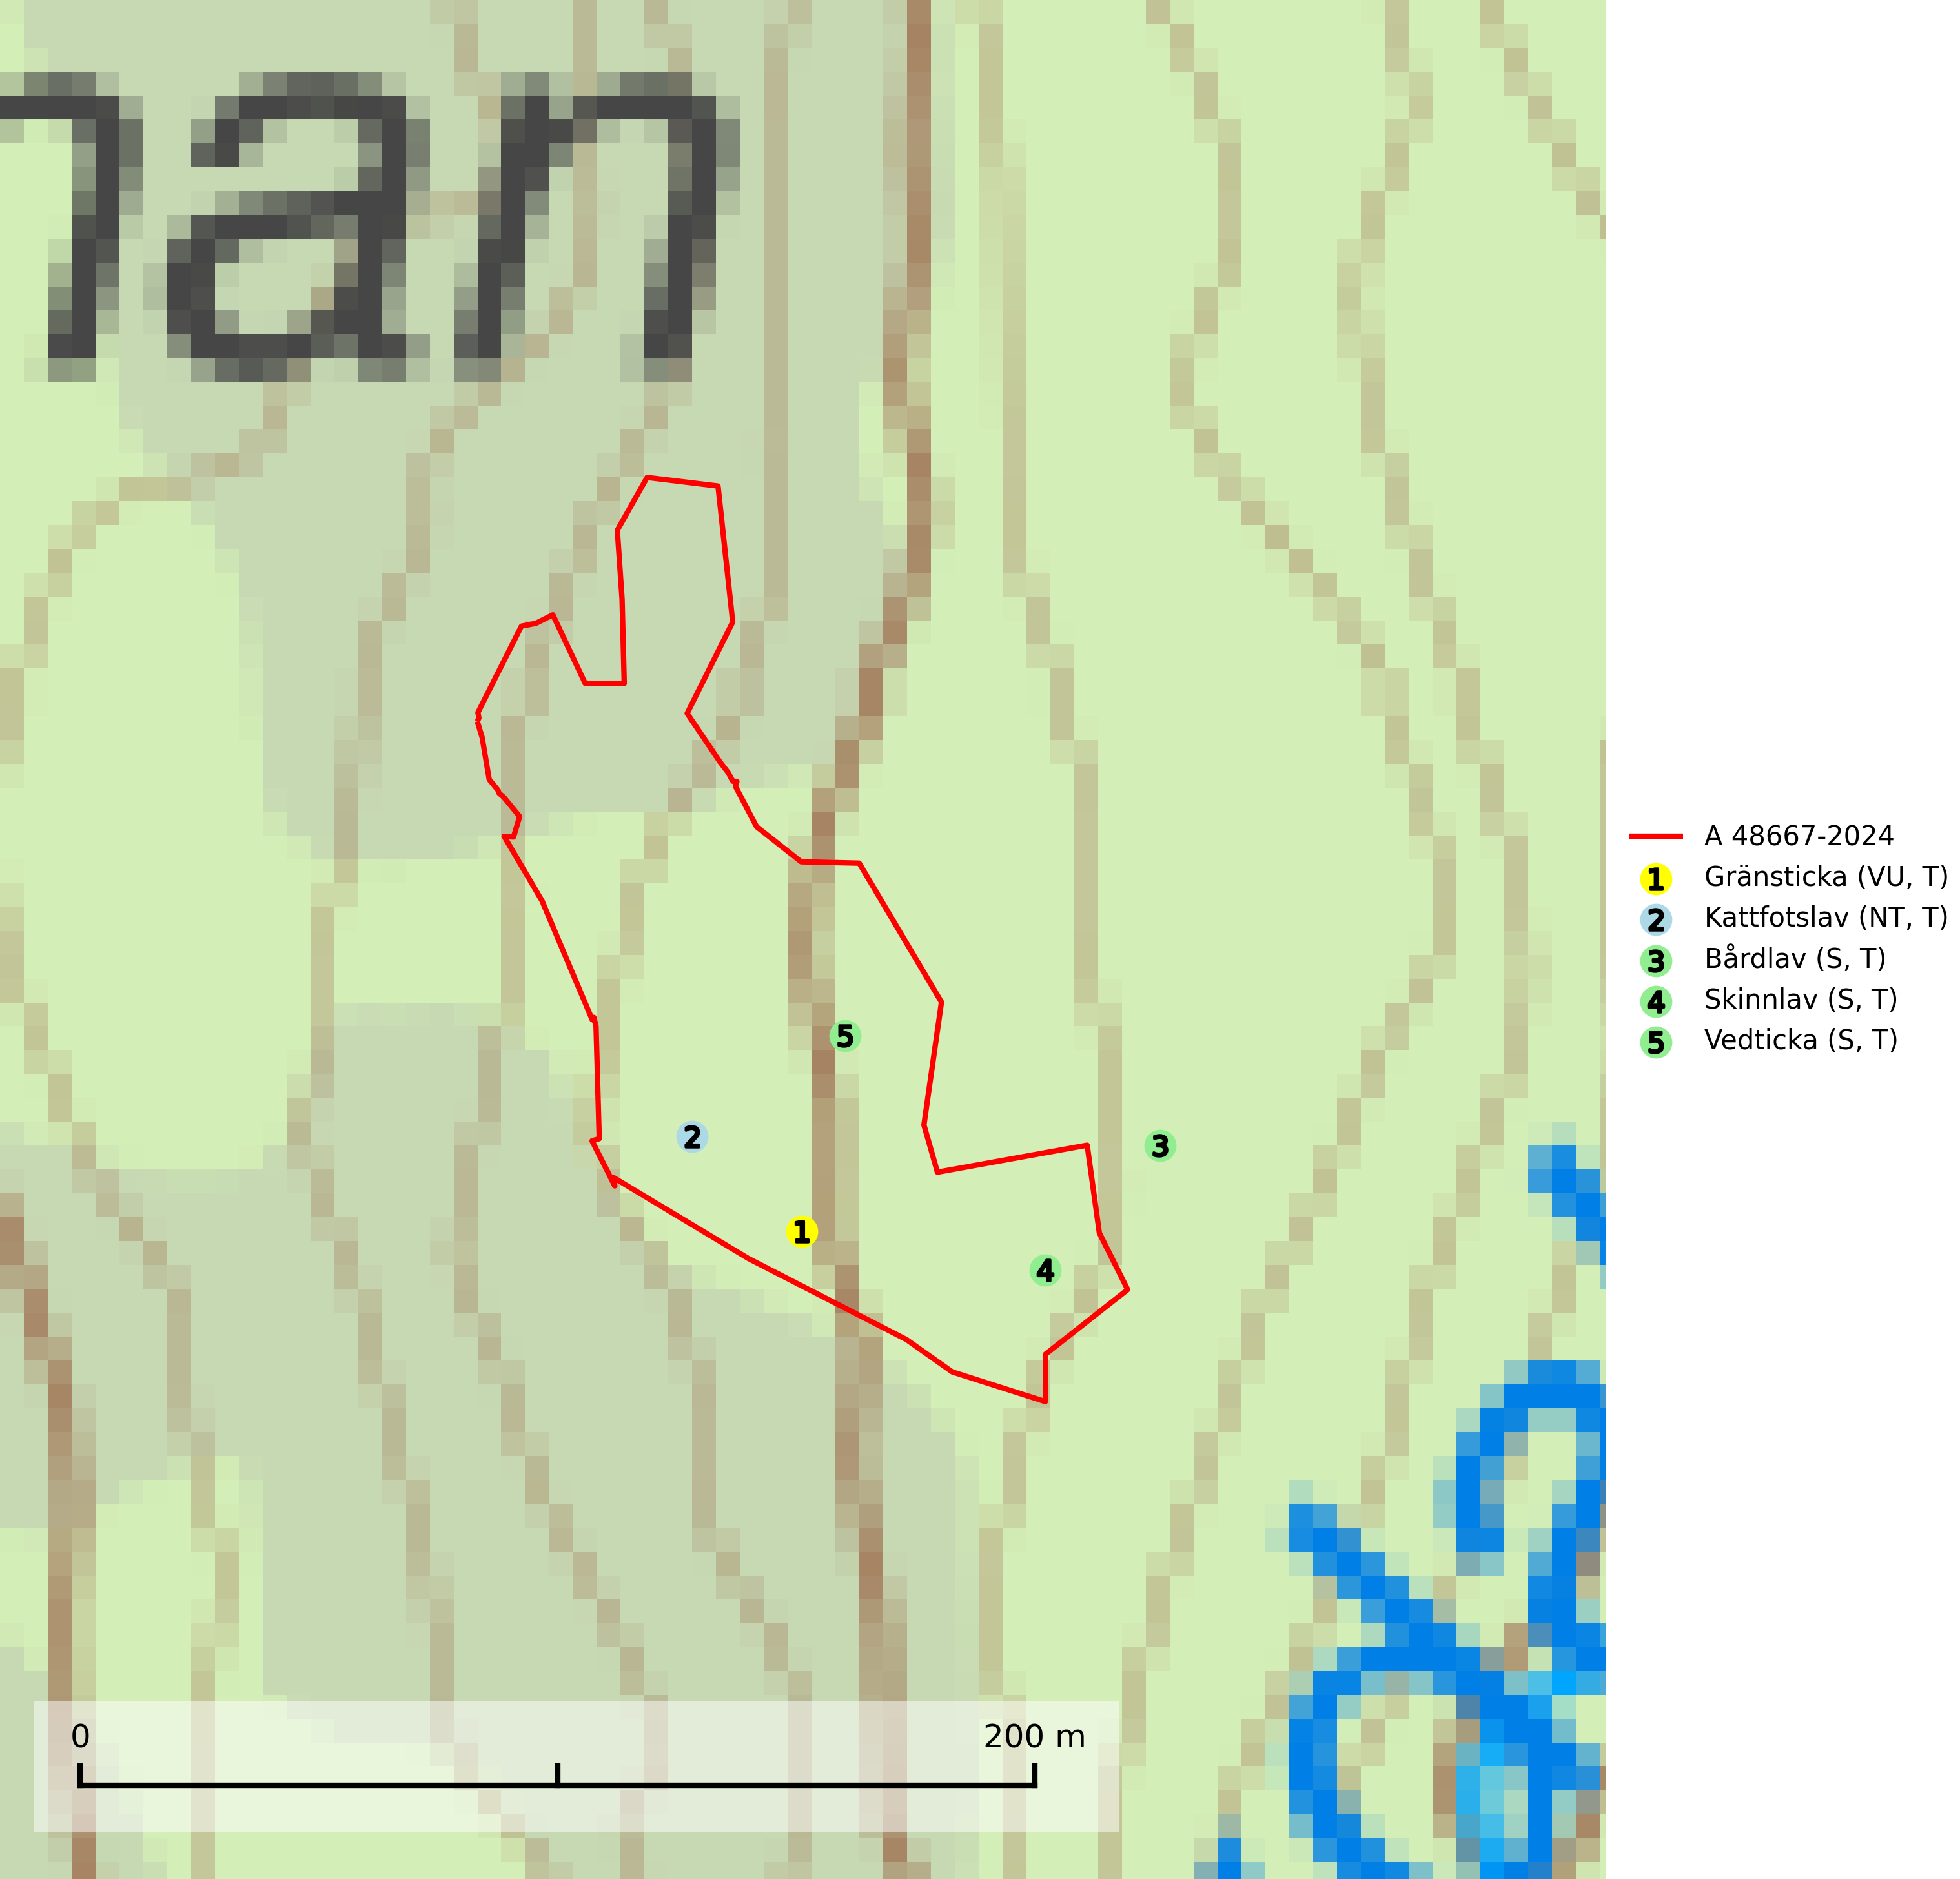 an
5
2
3
1
4
0 200 m
A 48667-2024
1 Gränsticka (VU, T)
2 Kattfotslav (NT, T)
3 Bårdlav (S, T)
4 Skinnlav (S, T)
5 Vedticka (S, T)